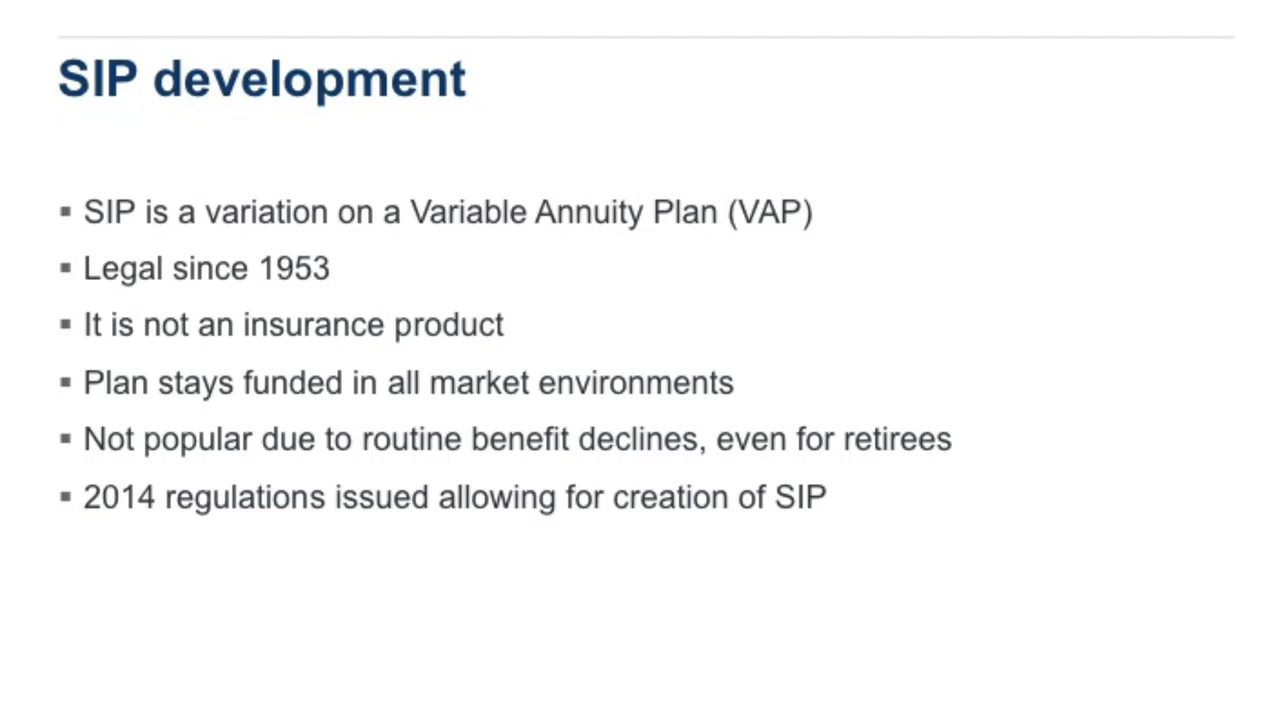 SIP development
▪ SIP is a variation on a Variable Annuity Plan (VAP)
▪ Legal since 1953
▪ It is not an insurance product
▪ Plan stays funded in all market environments
▪ Not popular due to routine benefit declines, even for retirees
▪ 2014 regulations issued allowing for creation of SIP